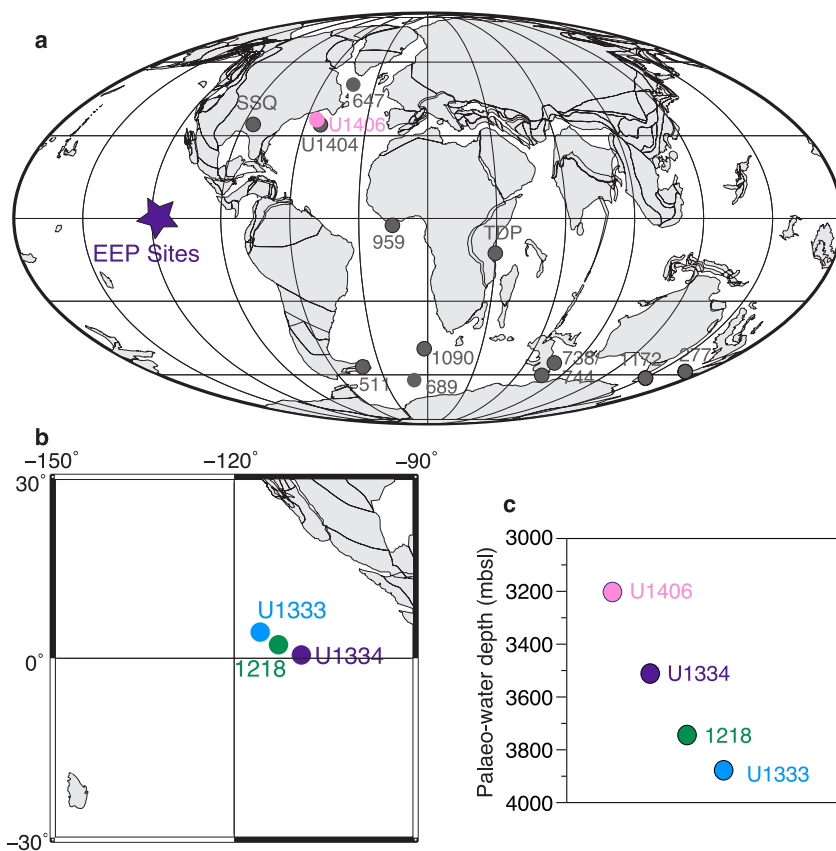 a
647
SSQ
U1406
U1404
EEP Sites
959
TDP
1090
738/
744
1172
277
511
689
b
−150°
−120°
−90°
30°
U1333
1218
U1334
0°
−30°
c
Palaeo-water depth (mbsl)
3000
3200
U1406
3400
3600
U1334
1218
3800
U1333
4000